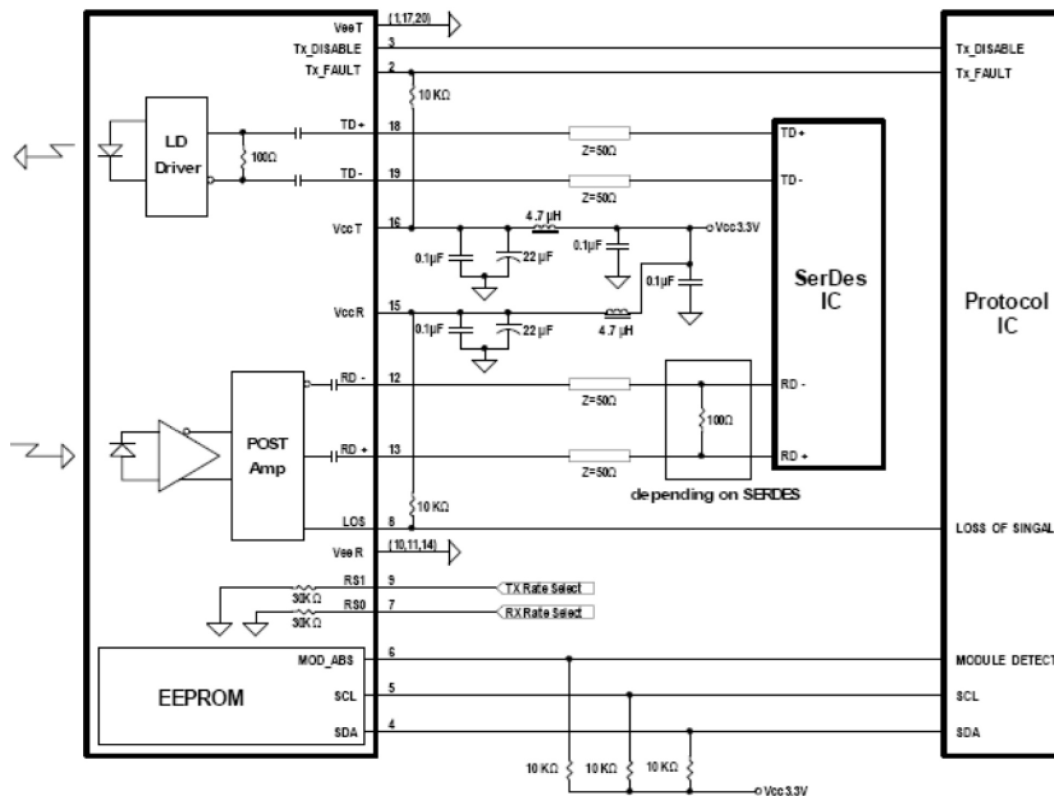 VeeT (1,17,20)
Tx_DISABLE 3 Tx_DISABLE
Tx_FAULT 2 Tx_FAULT
10 KΩ
LD
Driver
100Ω
TD+ 18 Z=50Ω TD+
TD- 19 Z=50Ω TD-
VccT 16 4.7 µH Vcc3.3V
0.1µF 22 µF 0.1µF 0.1µF
SerDes
IC
Protocol
IC
VccR 15
0.1µF 22 µF 4.7 µH
RD - 12 Z=50Ω RD -
100Ω
POST
Amp
RD + 13 Z=50Ω RD +
depending on SERDES
10 KΩ
LOS 8 LOSS OF SINGAL
VeeR (10,11,14)
RS1 9 TX Rate Select
30KΩ
RS0 7 RX Rate Select
30KΩ
MOD_ABS 6 MODULE DETECT
EEPROM
SCL 5 SCL
SDA 4 SDA
10 KΩ 10 KΩ 10 KΩ
Vcc3.3V